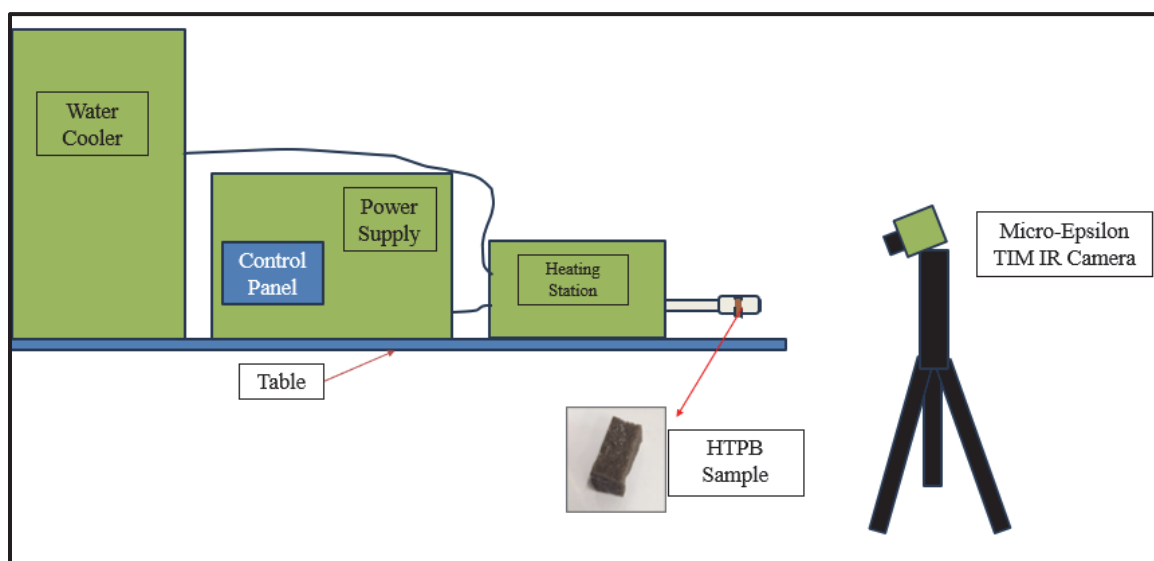 Water
Cooler
Power
Supply
Control
Panel
Heating
Station
Micro-Epsilon
TIM IR Camera
Table
HTPB
Sample